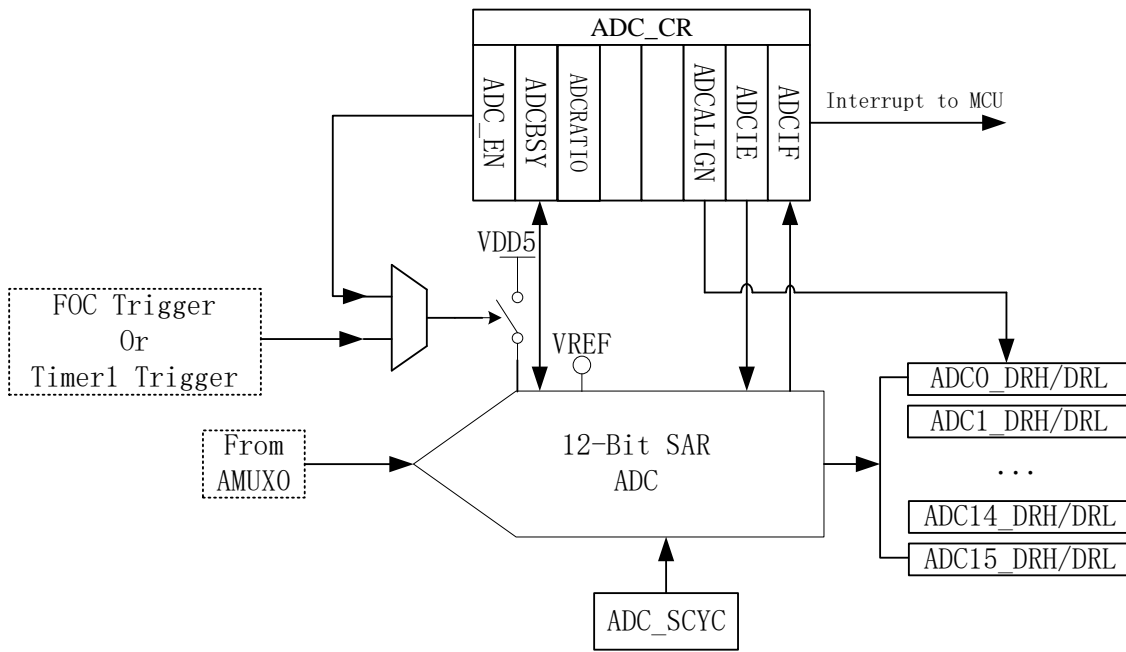 ADC_CR
ADC_EN
ADCBSY
ADCRATIO
ADCALIGN
ADCIE
ADCIF
Interrupt to MCU
VDD5
FOC Trigger
Or
Timer1 Trigger
VREF
ADC0_DRH/DRL
ADC1_DRH/DRL
...
ADC14_DRH/DRL
ADC15_DRH/DRL
From
AMUX0
12-Bit SAR
ADC
ADC_SCYC